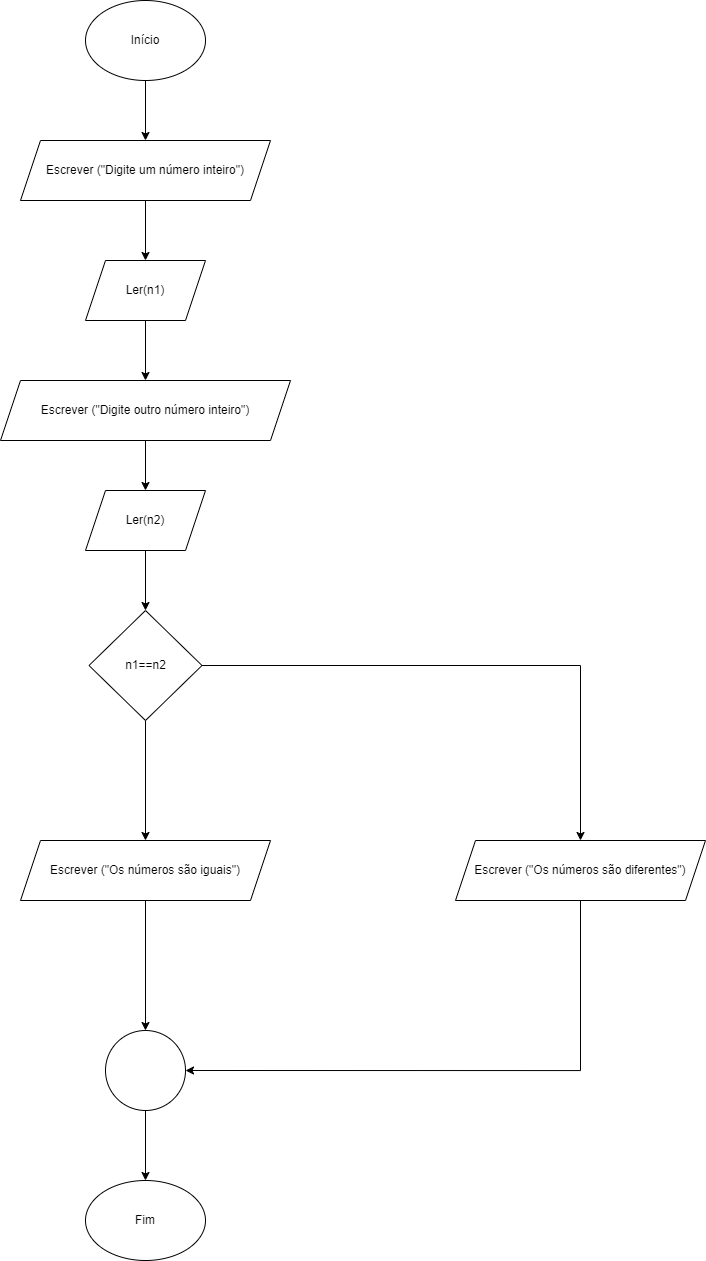 Início
Escrever ("Digite um número inteiro")
Ler(n1)
Escrever ("Digite outro número inteiro")
Ler(n2)
n1==n2
Escrever ("Os números são iguais")
Escrever ("Os números são diferentes")
Fim